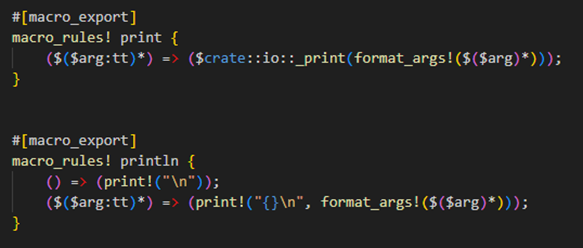 #[macro_export]
macro_rules! print {
    ($($arg:tt)*) => ($crate::io::_print(format_args!($($arg)*)));
}
#[macro_export]
macro_rules! println {
    () => (print!("\n"));
    ($($arg:tt)*) => (print!("{}\n", format_args!($($arg)*)));
}